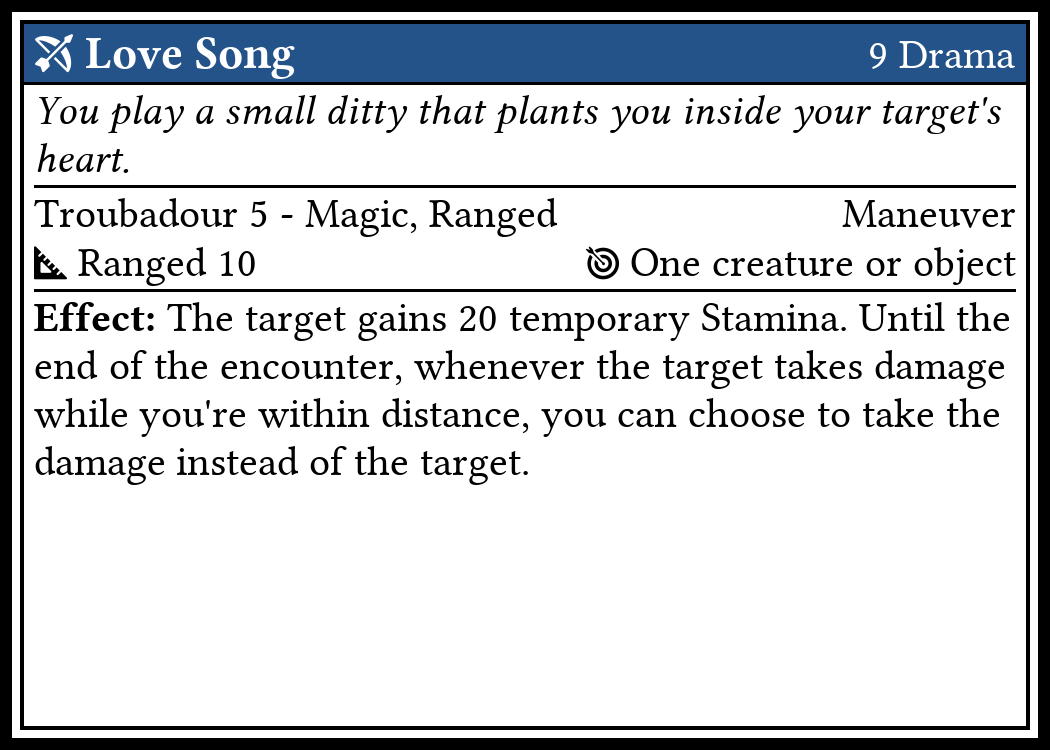 Love Song 9 Drama
You play a small ditty that plants you inside your target's
heart.
Troubadour 5 - Magic, Ranged Maneuver
Ranged 10 One creature or object
Effect: The target gains 20 temporary Stamina. Until the
end of the encounter, whenever the target takes damage
while you're within distance, you can choose to take the
damage instead of the target.